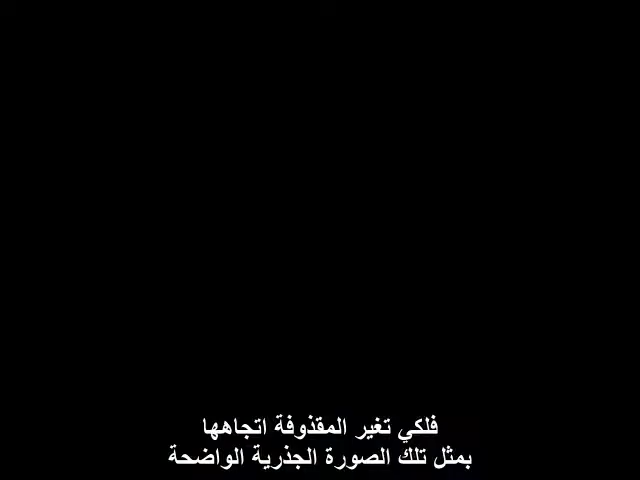 فلكي تغير المقذوفة اتجاهها
بمثل تلك الصورة الجذرية الواضحة